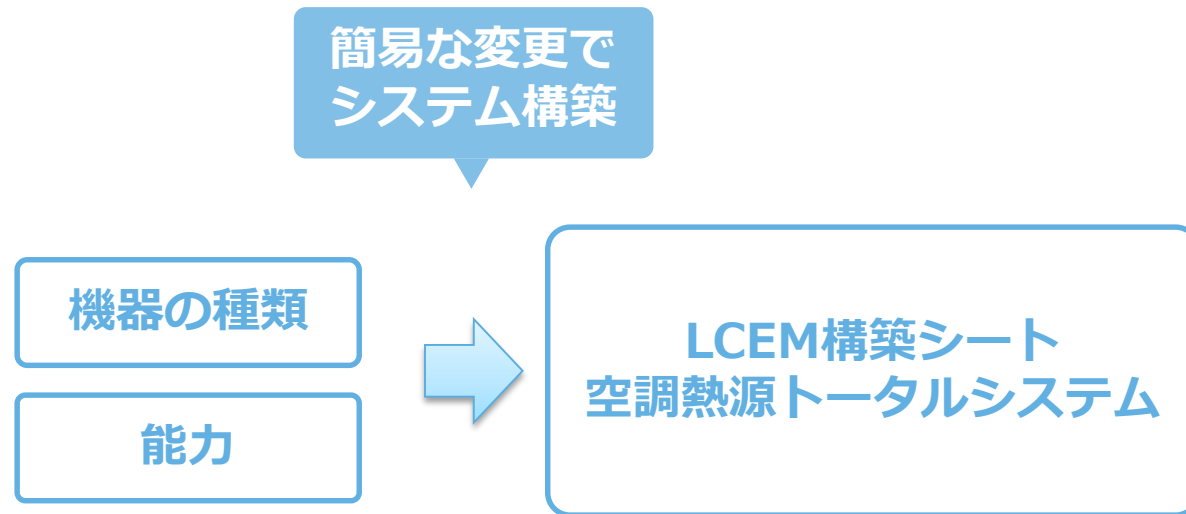 簡易な変更で
システム構築
機器の種類
能力
LCEM構築シート
空調熱源トータルシステム